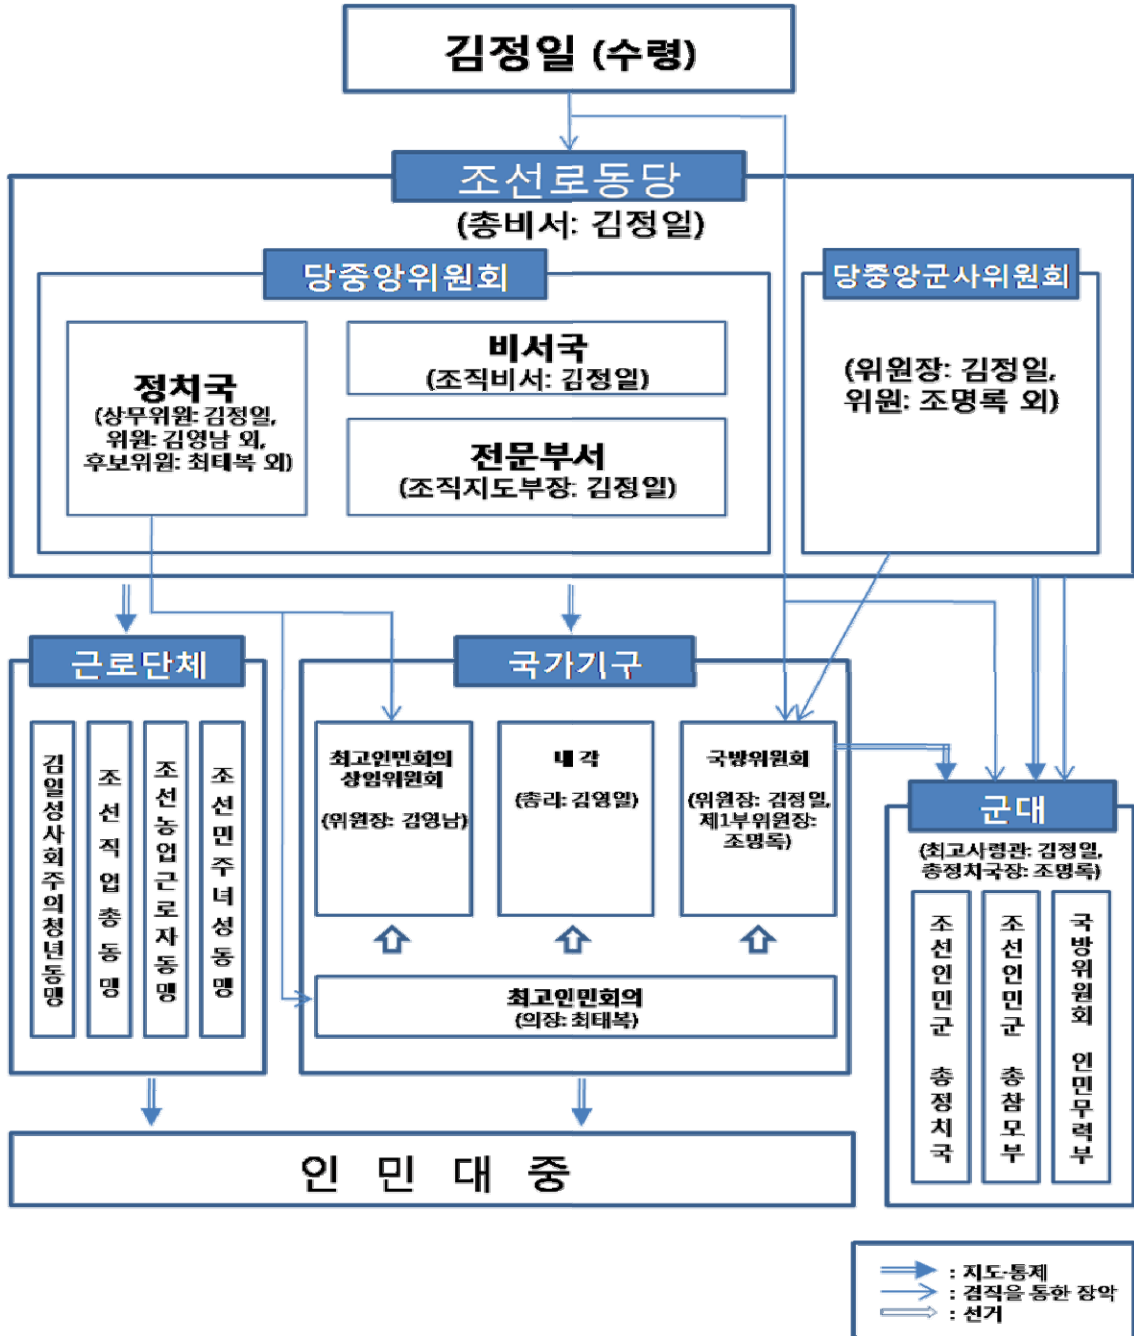 김정일 (수령)
조선로동당
(총비서: 김정일)
당중앙위원회
정치국
(상무위원: 김정일,
위원: 김영남 외,
후보위원: 최태복 외)
비서국
(조직비서: 김정일)
전문부서
(조직지도부장: 김정일)
당중앙군사위원회
(위원장: 김정일,
위원: 조명록 외)
근로단체
김일성사회주의청년동맹
조선직업총동맹
조선농업근로자동맹
조선민주녀성동맹
국가기구
최고인민회의
상임위원회
(위원장: 김영남)
내각
(총리: 김영일)
국방위원회
(위원장: 김정일,
제1부위원장:
조명록)
최고인민회의
(의장: 최태복)
군대
(최고사령관: 김정일,
총정치국장: 조명록)
조선인민군 총정치국
조선인민군 총참모부
국방위원회 인민무력부
인 민 대 중
: 지도·통제
: 겸직을 통한 장악
: 선거